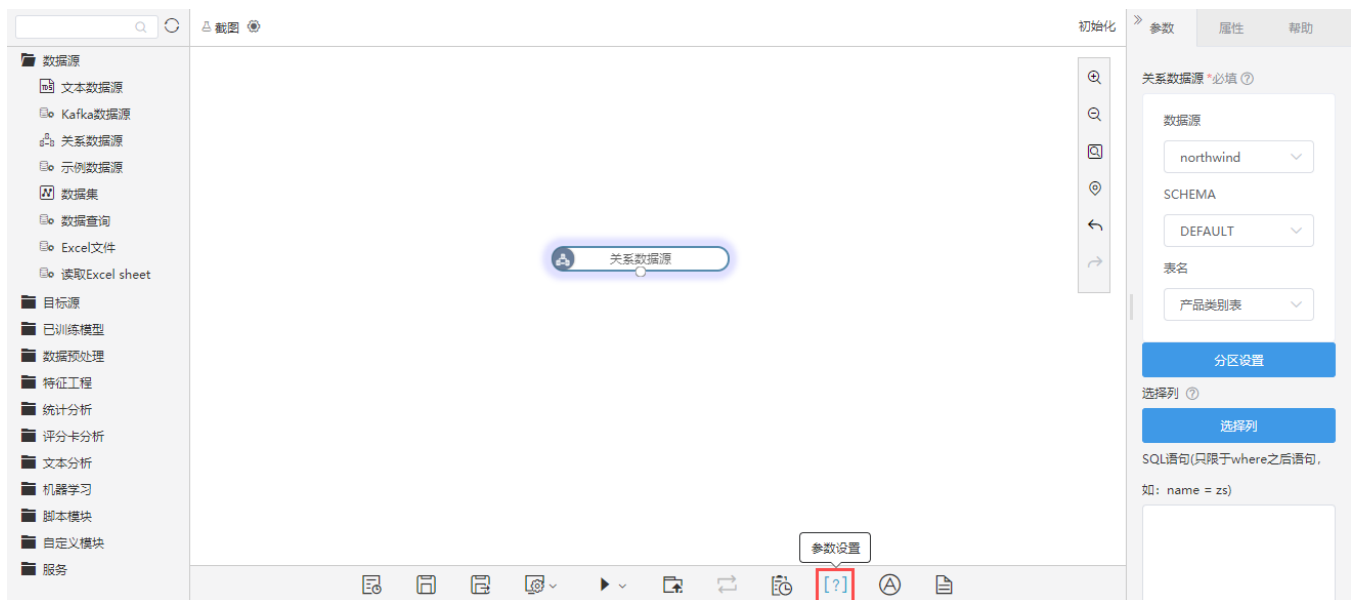 截图
初始化
参数
属性
帮助
数据源
文本数据源
Kafka数据源
关系数据源
示例数据源
数据集
数据查询
Excel文件
读取Excel sheet
目标源
已训练模型
数据预处理
特征工程
统计分析
评分卡分析
文本分析
机器学习
脚本模块
自定义模块
服务
关系数据源
参数设置
[?]
关系数据源 *必填
数据源
northwind
SCHEMA
DEFAULT
表名
产品类别表
分区设置
选择列
选择列
SQL语句(只限于where之后语句,
如：name = zs)